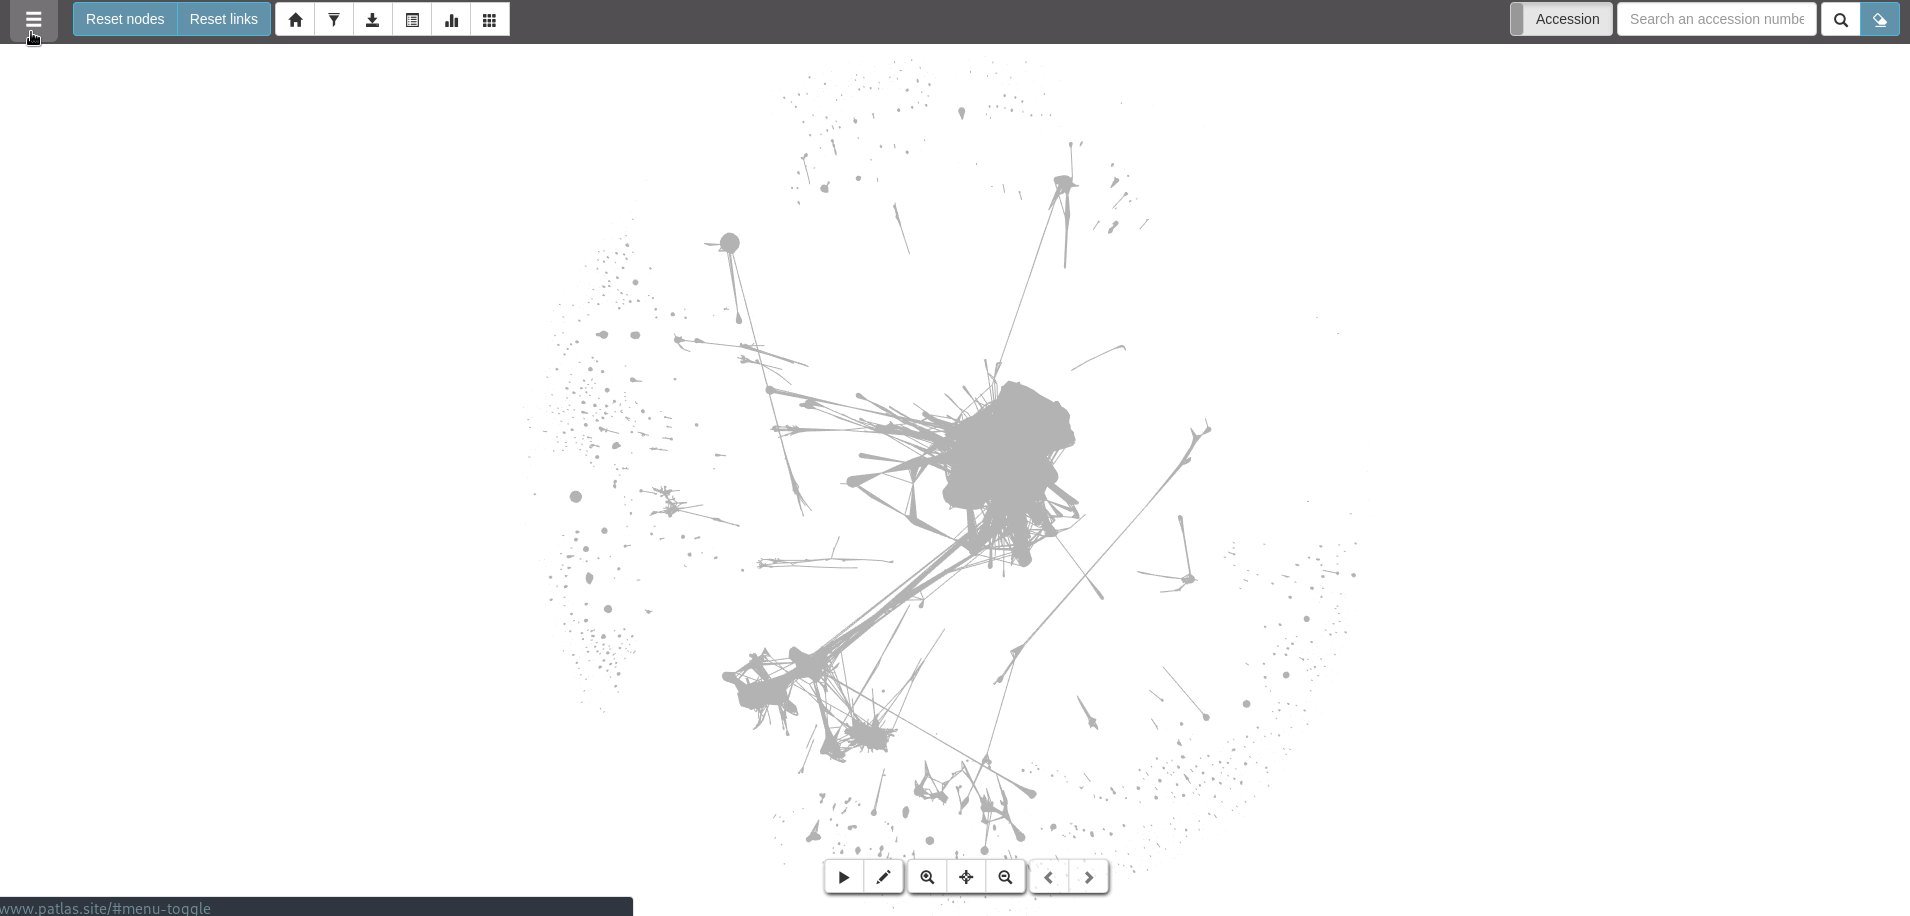 Reset nodes Reset links Accession Search an accession numbe
www.patlas.site/#menu-toggle